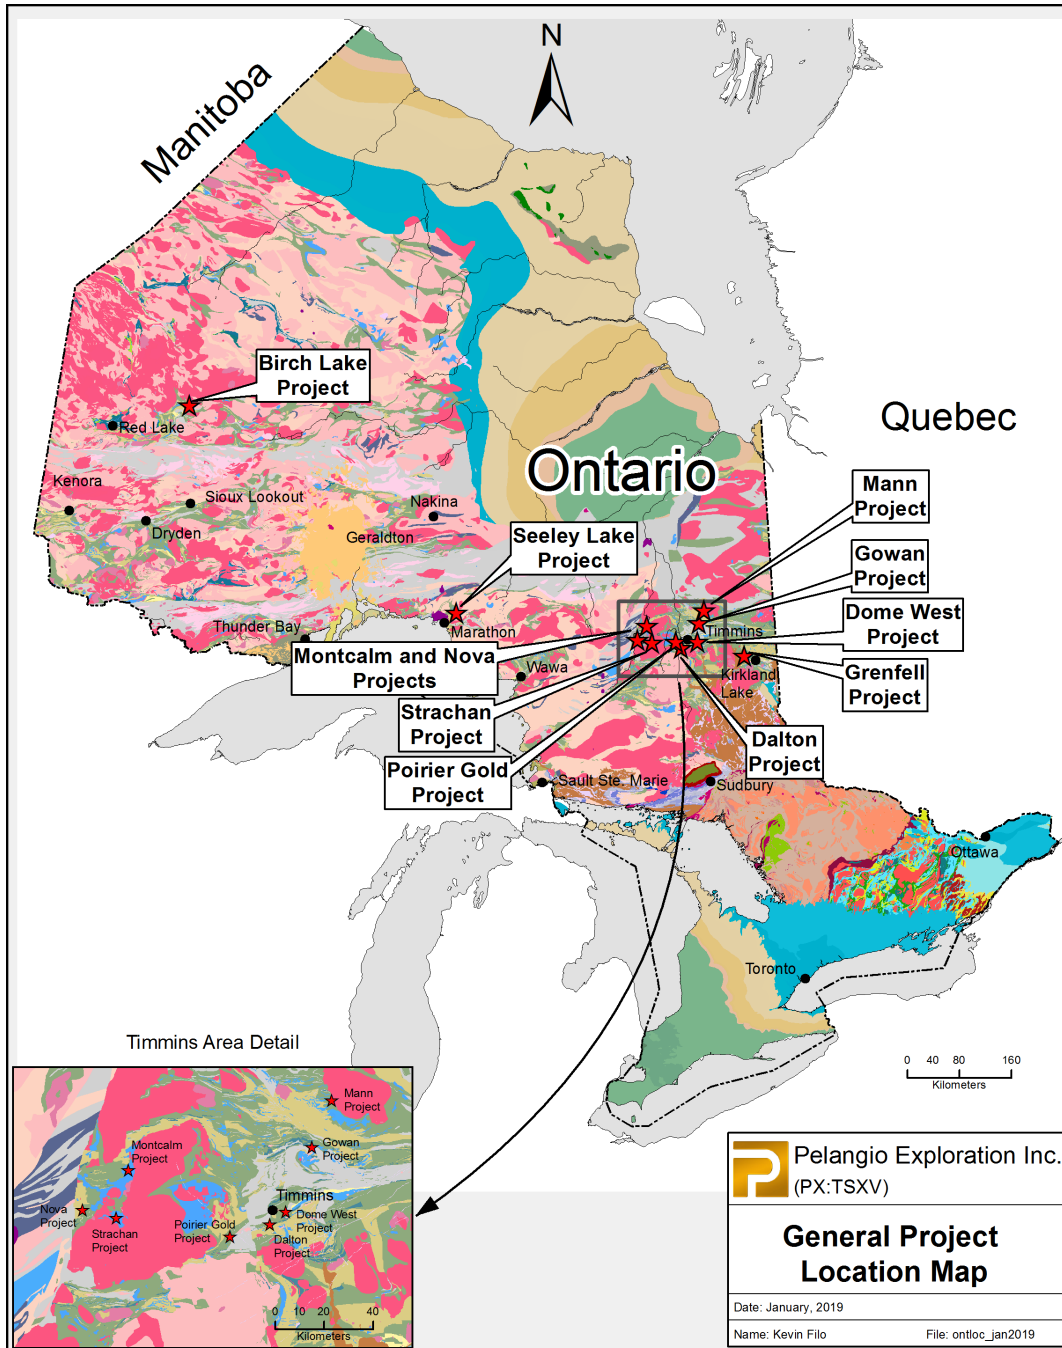 N
Manitoba
Birch Lake
Project
Red Lake
Quebec
Ontario
Kenora
Sioux Lookout
Dryden
Nakina
Geraldton
Mann
Project
Seeley Lake
Project
Gowan
Project
Dome West
Project
Thunder Bay
Marathon
Timmins
Montcalm and Nova
Projects
Wawa
Kirkland
Lake
Grenfell
Project
Strachan
Project
Dalton
Project
Poirier Gold
Project
Sault Ste. Marie
Sudbury
Ottawa
Toronto
Timmins Area Detail
0 40 80 160
Kilometers
Mann
Project
Gowan
Project
Montcalm
Project
Nova
Project
Strachan
Project
Timmins
Dome West
Project
Poirier Gold
Project
Dalton
Project
0 10 20 40
Kilometers
Pelangio Exploration Inc.
(PX:TSXV)
General Project
Location Map
Date: January, 2019
Name: Kevin Filo File: ontloc_jan2019